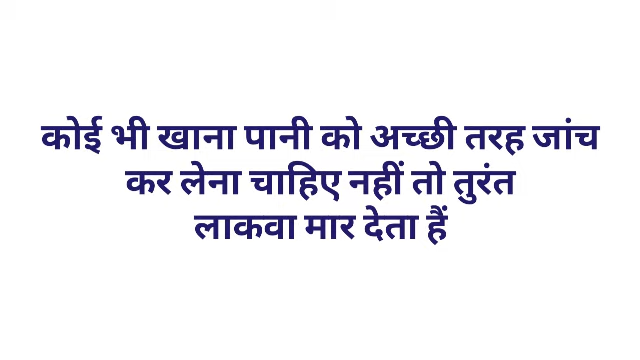 कोई भी खाना पानी को अच्छी तरह जांच
कर लेना चाहिए नहीं तो तुरंत
लाकवा मार देता हैं